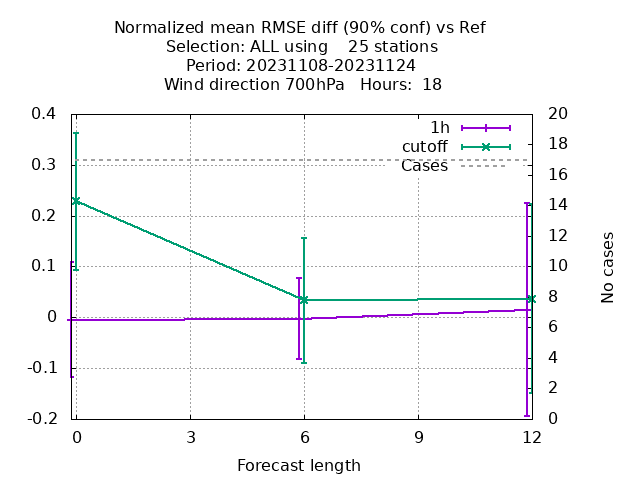 Normalized mean RMSE diff (90% conf) vs Ref
Selection: ALL using    25 stations
Period: 20231108-20231124
Wind direction 700hPa   Hours:  18
1h
cutoff
Cases
0.4
0.3
0.2
0.1
0
-0.1
-0.2
20
18
16
14
12
10
8
6
4
2
0
No cases
0 3 6 9 12
Forecast length